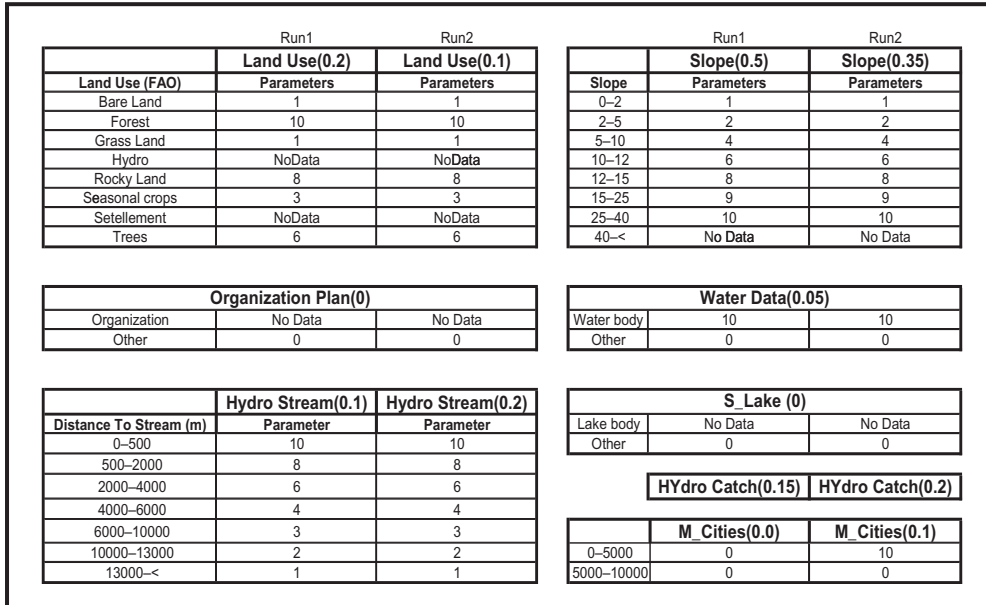 Run1 Run2
Land Use(0.2) Land Use(0.1)
Land Use (FAO) Parameters Parameters
Bare Land 1 1
Forest 10 10
Grass Land 1 1
Hydro NoData NoData
Rocky Land 8 8
Seasonal crops 3 3
Setellement NoData NoData
Trees 6 6
Run1 Run2
Slope(0.5) Slope(0.35)
Slope Parameters Parameters
0–2 1 1
2–5 2 2
5–10 4 4
10–12 6 6
12–15 8 8
15–25 9 9
25–40 10 10
40–< No Data No Data
Organization Plan(0)
Organization No Data No Data
Other 0 0
Water Data(0.05)
Water body 10 10
Other 0 0
Hydro Stream(0.1) Hydro Stream(0.2)
Distance To Stream (m) Parameter Parameter
0–500 10 10
500–2000 8 8
2000–4000 6 6
4000–6000 4 4
6000–10000 3 3
10000–13000 2 2
13000–< 1 1
S_Lake (0)
Lake body No Data No Data
Other 0 0
HYdro Catch(0.15) HYdro Catch(0.2)
M_Cities(0.0) M_Cities(0.1)
0–5000 0 10
5000–10000 0 0